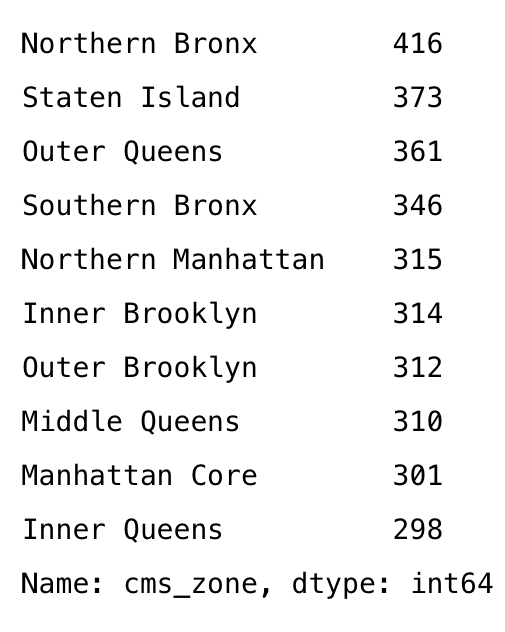 Northern Bronx 416
Staten Island 373
Outer Queens 361
Southern Bronx 346
Northern Manhattan 315
Inner Brooklyn 314
Outer Brooklyn 312
Middle Queens 310
Manhattan Core 301
Inner Queens 298
Name: cms_zone, dtype: int64